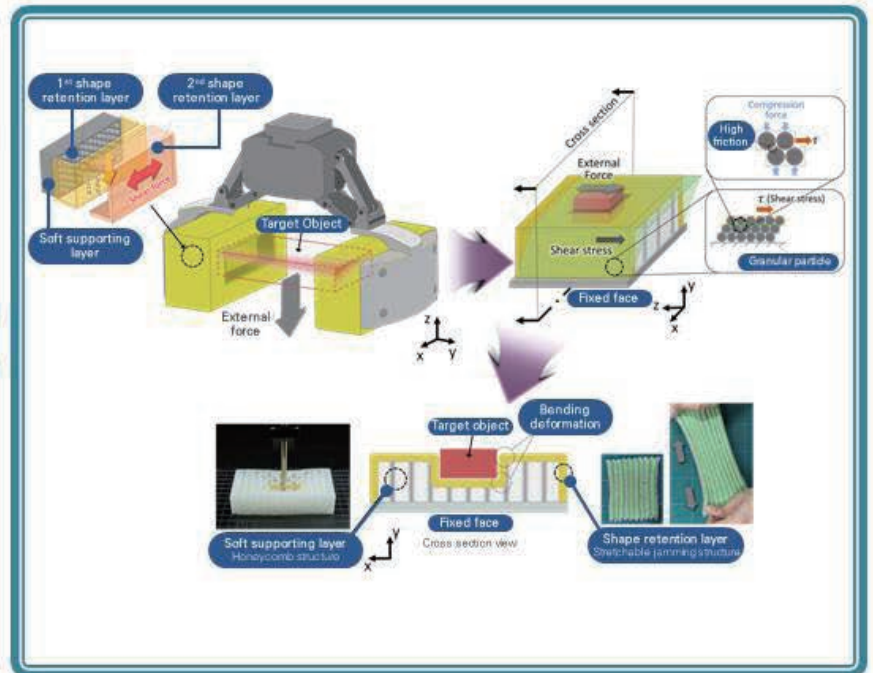 1st shape
retention layer
2nd shape
retention layer
Shear force
Soft supporting
layer
Target Object
External
force
z
x
y
Cross section
External
Force
Shear stress
Fixed face
y
z
x
Compression
force
High
friction
τ
τ (Shear stress)
Granular particle
Bending
deformation
Target object
Fixed face
Cross section view
Soft supporting layer
Honeycomb structure
y
x
Shape retention layer
Stretchable jamming structure